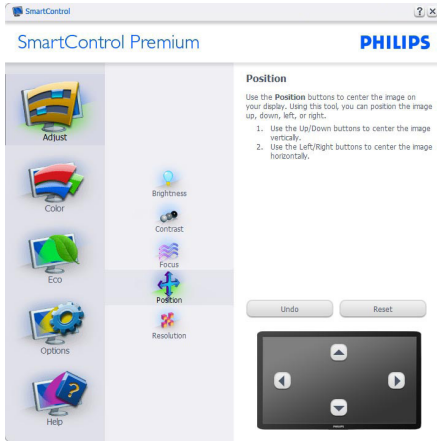 SmartControl
SmartControl Premium
PHILIPS
Adjust
Color
Eco
Options
Help
Brightness
Contrast
Focus
Position
Resolution
Position
Use the Position buttons to center the image on
your display. Using this tool, you can position the image
up, down, left, or right.
1. Use the Up/Down buttons to center the image
vertically.
2. Use the Left/Right buttons to center the image
horizontally.
Undo
Reset
PHILIPS